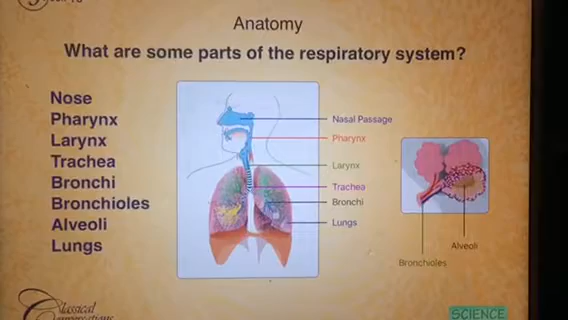 Anatomy
What are some parts of the respiratory system?
Nose
Pharynx
Larynx
Trachea
Bronchi
Bronchioles
Alveoli
Lungs
Nasal Passage
Pharynx
Larynx
Trachea
Bronchi
Lungs
Alveoli
Bronchioles
Classical
SCIENCE